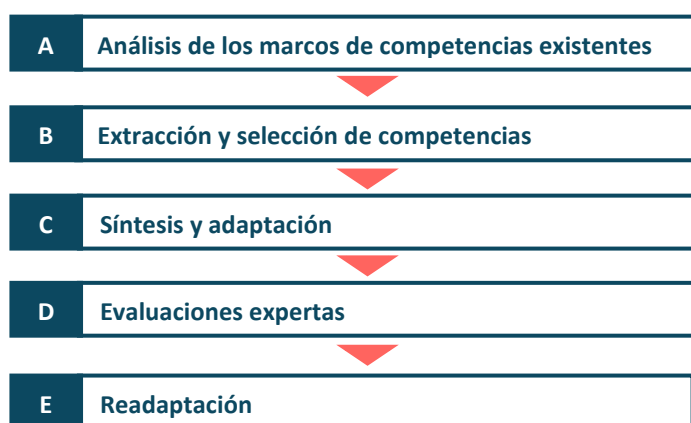 A Análisis de los marcos de competencias existentes
B Extracción y selección de competencias
C Síntesis y adaptación
D Evaluaciones expertas
E Readaptación